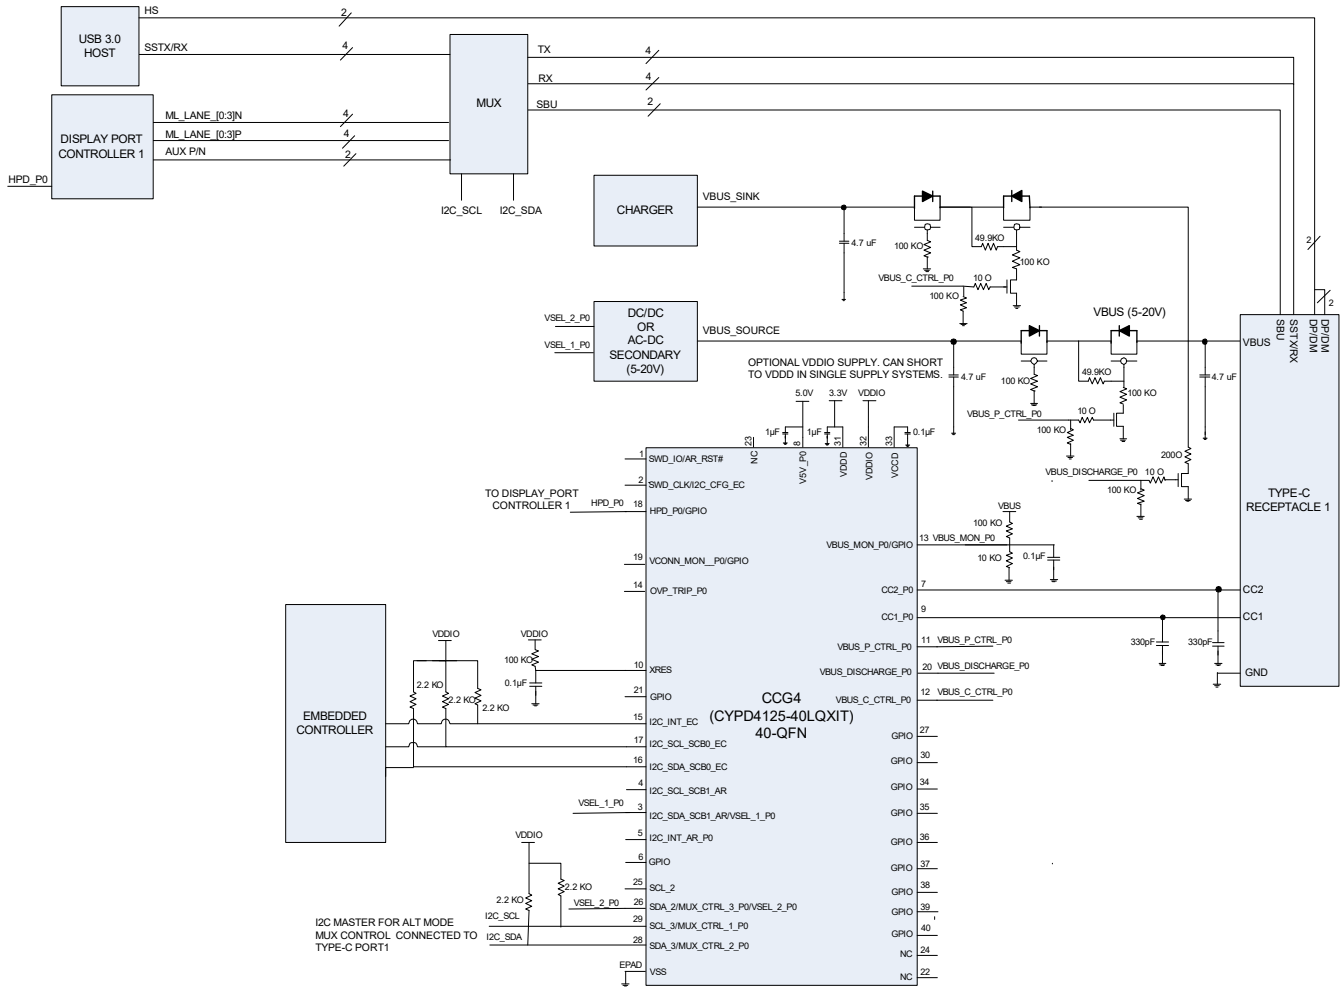 HS
2
USB 3.0
HOST
SSTX/RX
4
MUX
TX
4
RX
4
SBU
2
DISPLAY PORT
CONTROLLER 1
ML_LANE_[0:3]N
4
ML_LANE_[0:3]P
4
AUX P/N
2
HPD_P0
I2C_SCL
I2C_SDA
CHARGER
VBUS_SINK
4.7 uF
100 KO
49.9KO
100 KO
VBUS_C_CTRL_P0
10 O
100 KO
2
2
VSEL_2_P0
VSEL_1_P0
DC/DC
OR
AC-DC
SECONDARY
(5-20V)
VBUS_SOURCE
VBUS (5-20V)
OPTIONAL VDDIO SUPPLY. CAN SHORT
TO VDDD IN SINGLE SUPPLY SYSTEMS.
4.7 uF
100 KO
49.9KO
100 KO
4.7 uF
VBUS_P_CTRL_P0
10 O
100 KO
200O
VBUS_DISCHARGE_P0
10 O
100 KO
VBUS
SBU
SSTX/RX
DP/DM
DP/DM
TYPE-C
RECEPTACLE 1
CC2
CC1
GND
5.0V
3.3V
VDDIO
1µF
1µF
0.1µF
23
8
31
32
33
NC
V5V_P0
VDDD
VDDIO
VCCD
1
SWD_IO/AR_RST#
2
SWD_CLK/I2C_CFG_EC
TO DISPLAY_PORT
CONTROLLER 1
HPD_P0
18
HPD_P0/GPIO
19
VCONN_MON__P0/GPIO
14
OVP_TRIP_P0
VBUS
100 KO
10 KO
0.1µF
VBUS_MON_P0/GPIO
13
VBUS_MON_P0
CC2_P0
7
CC1_P0
9
330pF
330pF
VBUS_P_CTRL_P0
11
VBUS_P_CTRL_P0
VBUS_DISCHARGE_P0
20
VBUS_DISCHARGE_P0
VBUS_C_CTRL_P0
12
VBUS_C_CTRL_P0
EMBEDDED
CONTROLLER
VDDIO
2.2 KO
2.2 KO
2.2 KO
VDDIO
100 KO
0.1µF
10
XRES
21
GPIO
15
I2C_INT_EC
17
I2C_SCL_SCB0_EC
16
I2C_SDA_SCB0_EC
4
I2C_SCL_SCB1_AR
VSEL_1_P0
3
I2C_SDA_SCB1_AR/VSEL_1_P0
5
I2C_INT_AR_P0
6
GPIO
25
SCL_2
CCG4
(CYPD4125-40LQXIT)
40-QFN
GPIO
27
GPIO
30
GPIO
34
GPIO
35
GPIO
36
GPIO
37
GPIO
38
GPIO
39
GPIO
40
NC
24
NC
22
VDDIO
2.2 KO
2.2 KO
VSEL_2_P0
26
SDA_2/MUX_CTRL_3_P0/VSEL_2_P0
I2C_SCL
29
SCL_3/MUX_CTRL_1_P0
I2C_SDA
28
SDA_3/MUX_CTRL_2_P0
I2C MASTER FOR ALT MODE
MUX CONTROL CONNECTED TO
TYPE-C PORT1
EPAD
VSS